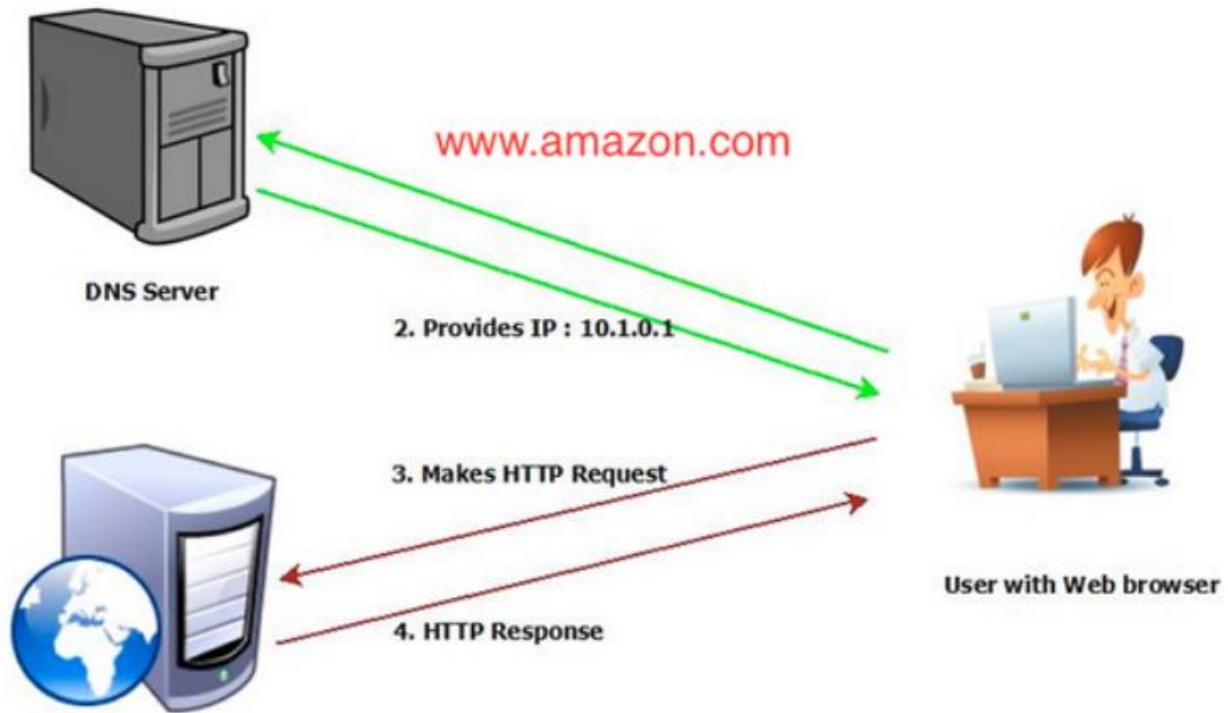 www.amazon.com
DNS Server
2. Provides IP : 10.1.0.1
3. Makes HTTP Request
User with Web browser
4. HTTP Response